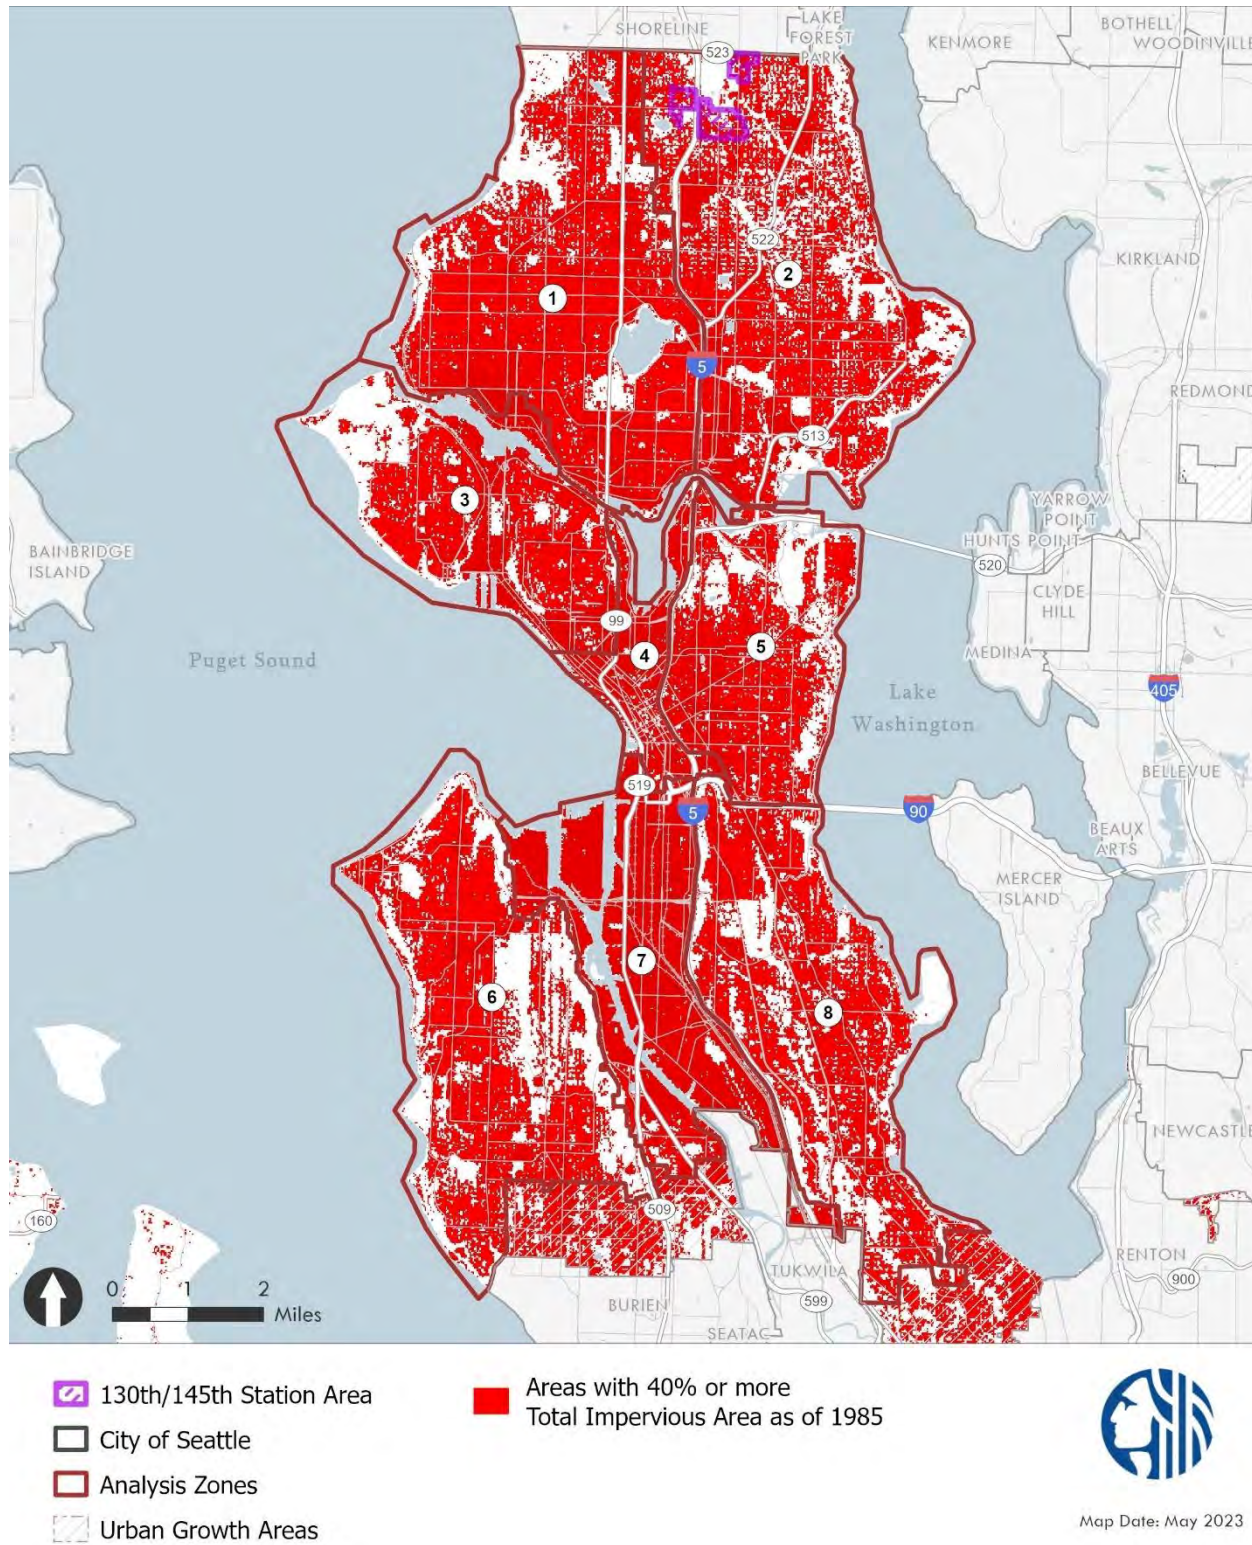 SHORELINE
LAKE
FOREST
PARK
BOTHELL
KENMORE
WOODINVILLE
523
522
2
KIRKLAND
1
5
REDMOND
513
3
YARROW
POINT
HUNTS POINT
BAINBRIDGE
ISLAND
520
CLYDE
HILL
99
Puget Sound
4
5
MEDINA
405
Lake
Washington
BELLEVUE
519
5
90
BEAUX
ARTS
MERCER
ISLAND
7
6
8
NEWCASTLE
160
509
RENTON
TUKWILA
900
0 1 2
Miles
599
BURIEN
SEATAC
130th/145th Station Area
City of Seattle
Analysis Zones
Urban Growth Areas
Areas with 40% or more
Total Impervious Area as of 1985
Map Date: May 2023